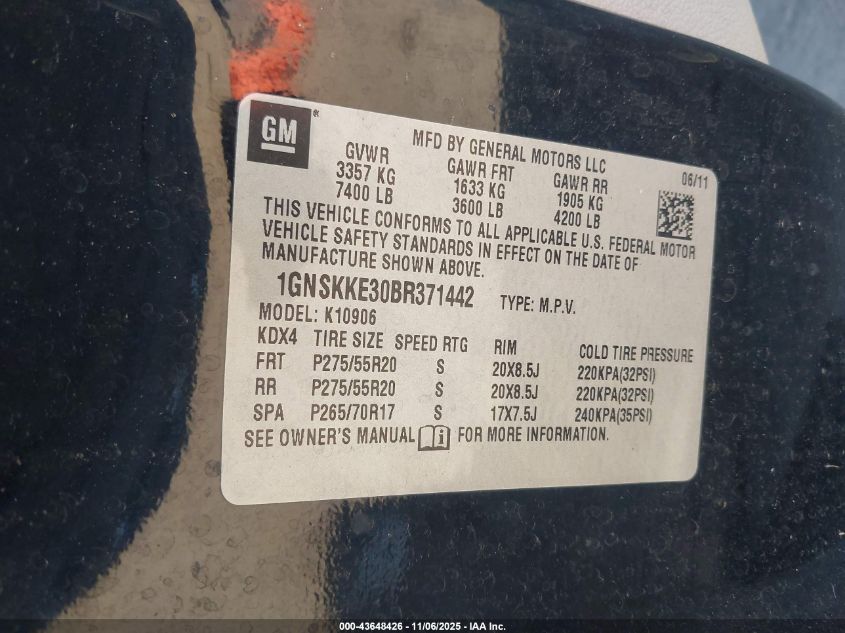 GM
MFD BY GENERAL MOTORS LLC
06/11
GVWR GAWR FRT GAWR RR
3357 KG 1633 KG 1905 KG
7400 LB 3600 LB 4200 LB
THIS VEHICLE CONFORMS TO ALL APPLICABLE U.S. FEDERAL MOTOR
VEHICLE SAFETY STANDARDS IN EFFECT ON THE DATE OF
MANUFACTURE SHOWN ABOVE.
1GNSKKE30BR371442 TYPE: M.P.V.
MODEL: K10906
KDX4 TIRE SIZE SPEED RTG RIM COLD TIRE PRESSURE
FRT P275/55R20 S 20X8.5J 220KPA(32PSI)
RR P275/55R20 S 20X8.5J 220KPA(32PSI)
SPA P265/70R17 S 17X7.5J 240KPA(35PSI)
SEE OWNER'S MANUAL i FOR MORE INFORMATION.
000-43648426 - 11/06/2025 - IAA Inc.